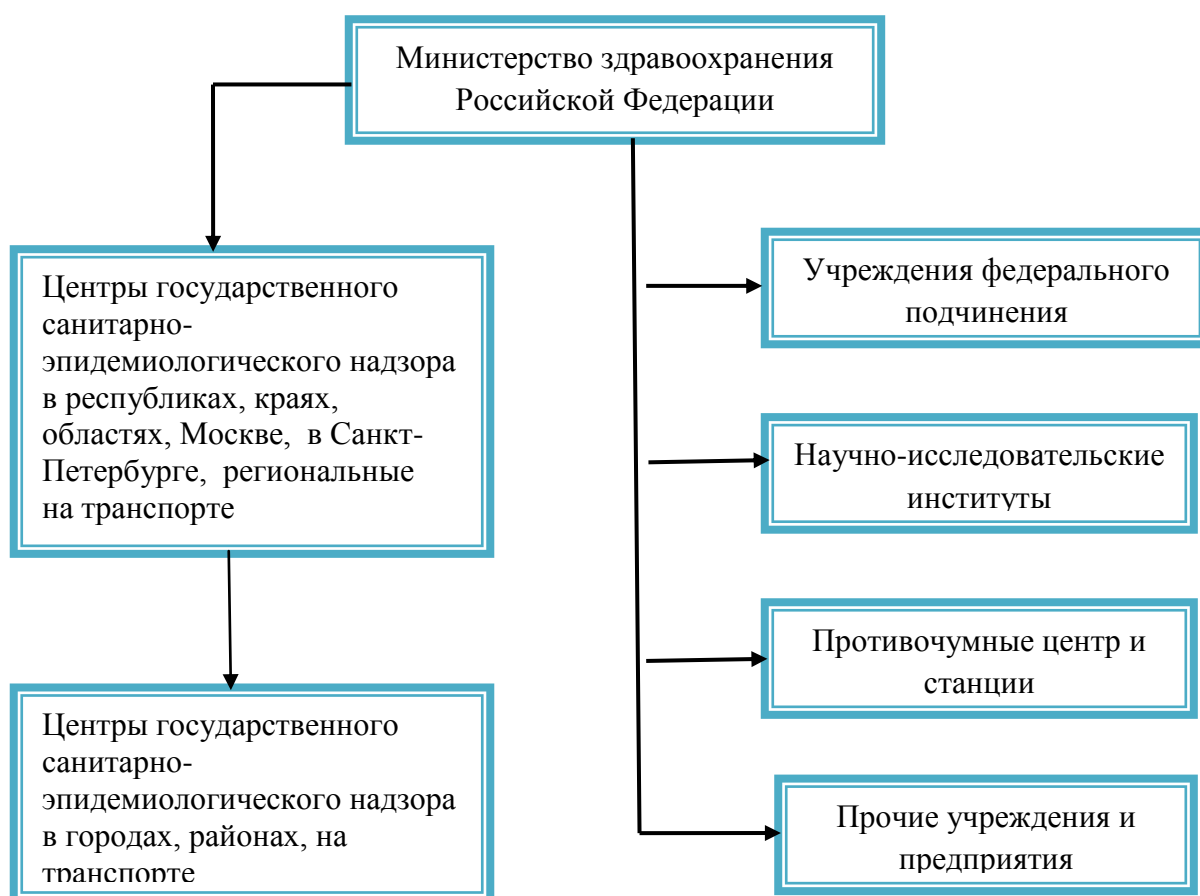 Министерство здравоохранения
Российской Федерации
Центры государственного
санитарно-
эпидемиологического надзора
в республиках, краях,
областях, Москве, в Санкт-
Петербурге, региональные
на транспорте
Центры государственного
санитарно-
эпидемиологического надзора
в городах, районах, на
транспорте
Учреждения федерального
подчинения
Научно-исследовательские
институты
Противочумные центр и
станции
Прочие учреждения и
предприятия